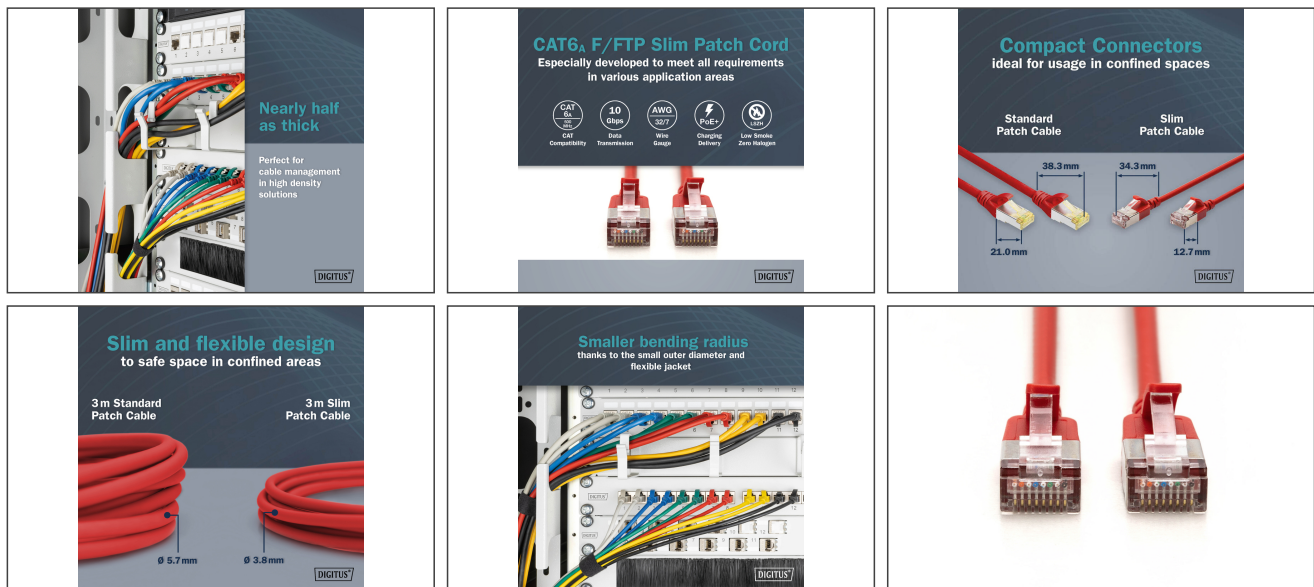 Nearly half
as thick
Perfect for
cable management
in high density
solutions
DIGITUS®
CAT6A F/FTP Slim Patch Cord
Especially developed to meet all requirements
in various application areas
CAT
6A
500
MHz
CAT
Compatibility
10
Gbps
Data
Transmission
AWG
32/7
Wire
Gauge
PoE+
Charging
Delivery
LSZH
Low Smoke
Zero Halogen
DIGITUS®
Compact Connectors
ideal for usage in confined spaces
Standard
Patch Cable
Slim
Patch Cable
38.3 mm
34.3 mm
21.0 mm
12.7 mm
DIGITUS®
Slim and flexible design
to safe space in confined areas
3 m Standard
Patch Cable
3 m Slim
Patch Cable
Ø 5.7 mm
Ø 3.8 mm
DIGITUS®
Smaller bending radius
thanks to the small outer diameter and
flexible jacket
DIGITUS®